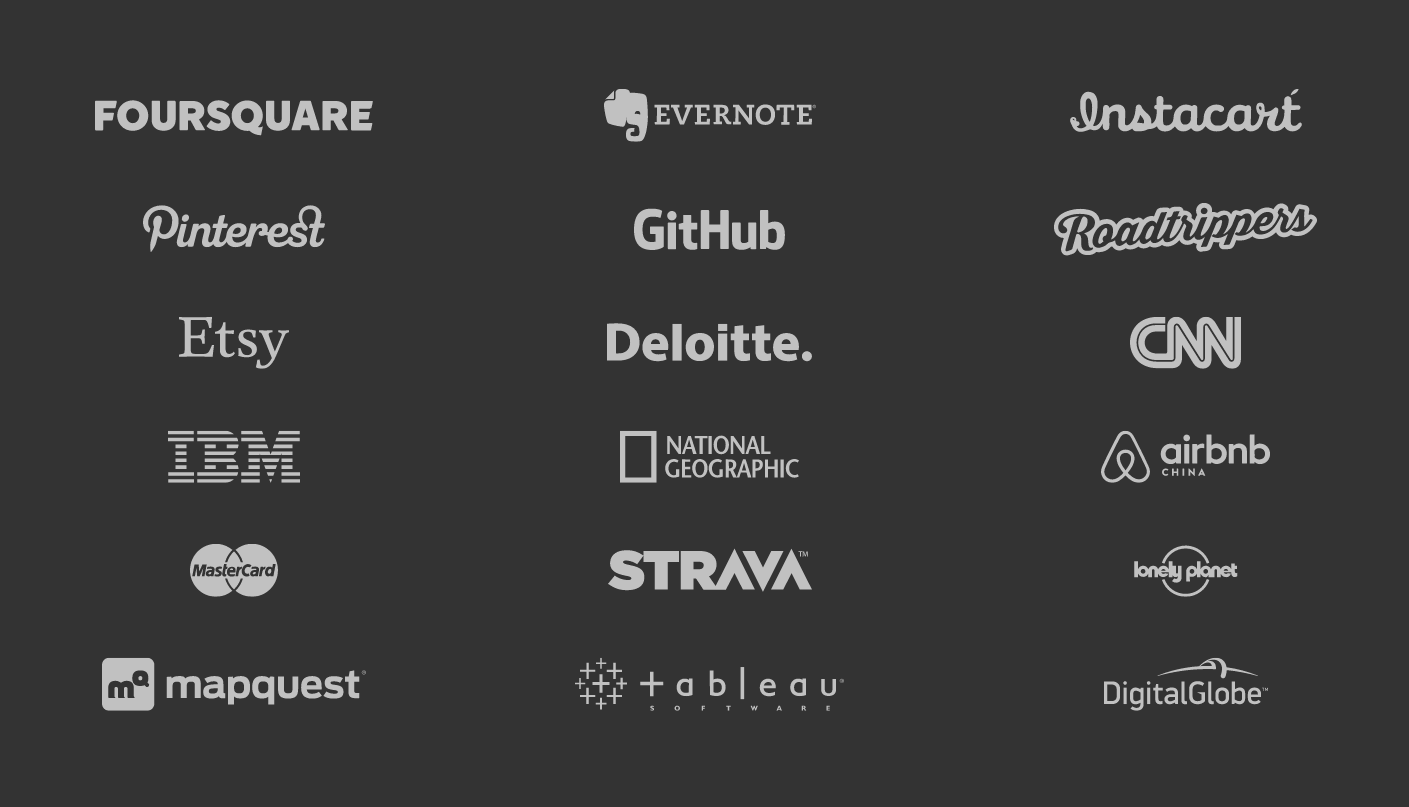 FOURSQUARE
EVERNOTE®
Instacart
Pinterest
GitHub
Roadtrippers
Etsy
Deloitte.
CNN
IBM
NATIONAL
GEOGRAPHIC
airbnb
CHINA
MasterCard
STRAVA™
lonely planet
mq mapquest®
tableau®
SOFTWARE
DigitalGlobe™